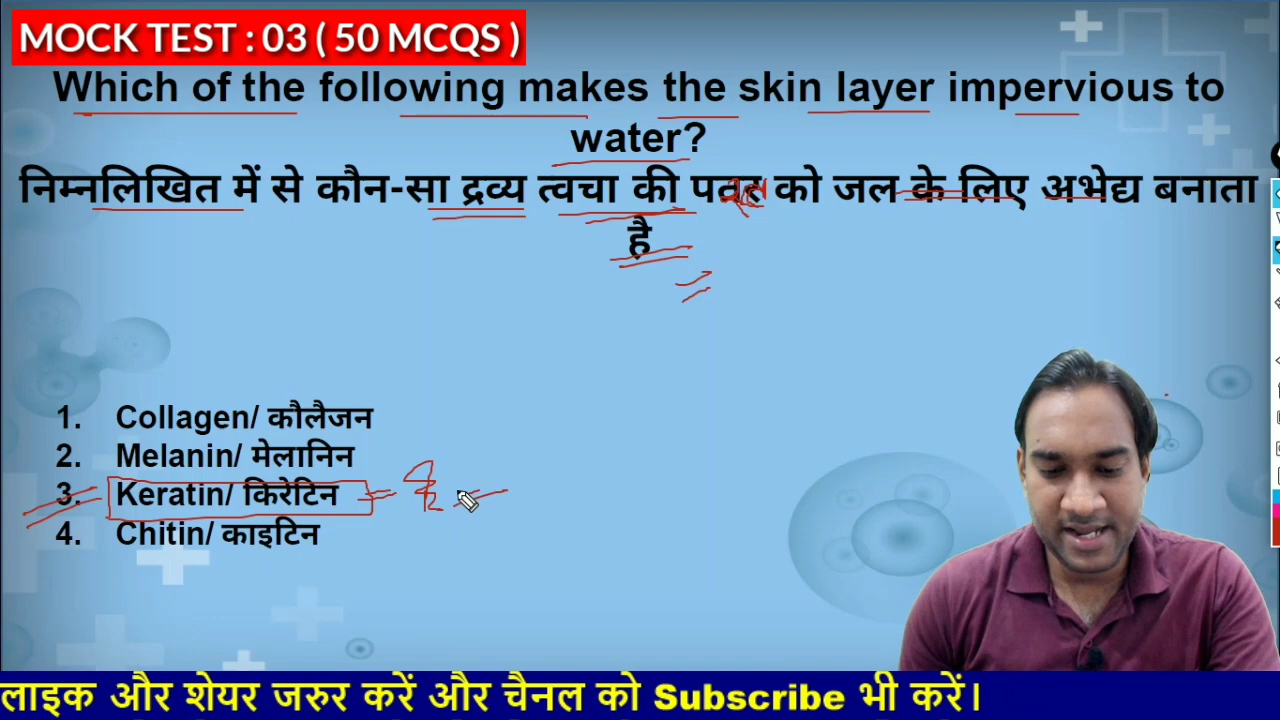 MOCK TEST : 03 ( 50 MCQS )
Which of the following makes the skin layer impervious to
water?
निम्नलिखित में से कौन-सा द्रव्य त्वचा की को जल के लिए अभेद्य बनाता
है
1. Collagen/ कौलैजन
2. Melanin/ मेलानिन
3. Keratin/ किरेटिन
4. Chitin/ काइटिन
लाइक और शेयर जरुर करें और चैनल को Subscribe भी करें।